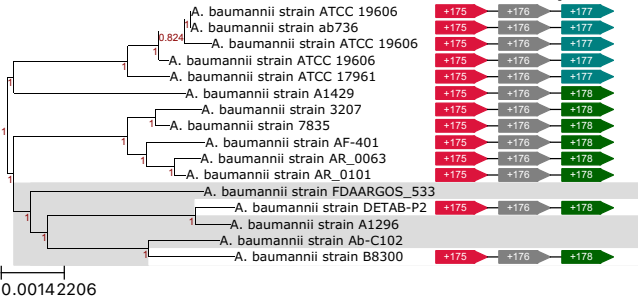 A. baumannii strain ATCC 19606 +175 +176 +177
1 A. baumannii strain ab736 +175 +176 +177
0.824 A. baumannii strain ATCC 19606 +175 +176 +177
1 A. baumannii strain ATCC 19606 +175 +176 +177
1 A. baumannii strain ATCC 17961 +175 +176 +177
1 A. baumannii strain A1429 +175 +176 +178
A. baumannii strain 3207 +175 +176 +178
1 1 A. baumannii strain 7835 +175 +176 +178
1 A. baumannii strain AF-401 +175 +176 +178
1 A. baumannii strain AR_0063 +175 +176 +178
1 1 A. baumannii strain AR_0101 +175 +176 +178
A. baumannii strain FDAARGOS_533
A. baumannii strain DETAB-P2 +175 +176 +178
1 1 A. baumannii strain A1296
1 A. baumannii strain Ab-C102
1 A. baumannii strain B8300 +175 +176 +178
0.00142206